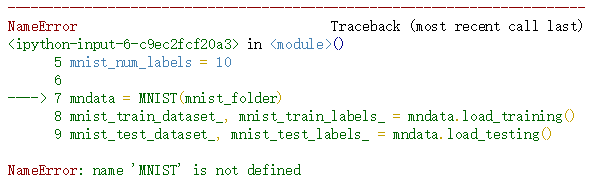 ---------------------------------------------------------------------------
NameError                                 Traceback (most recent call last)
<ipython-input-6-c9ec2fcf20a3> in <module>()
      5 mnist_num_labels = 10
      6
----> 7 mndata = MNIST(mnist_folder)
      8 mnist_train_dataset_, mnist_train_labels_ = mndata.load_training()
      9 mnist_test_dataset_, mnist_test_labels_ = mndata.load_testing()

NameError: name 'MNIST' is not defined